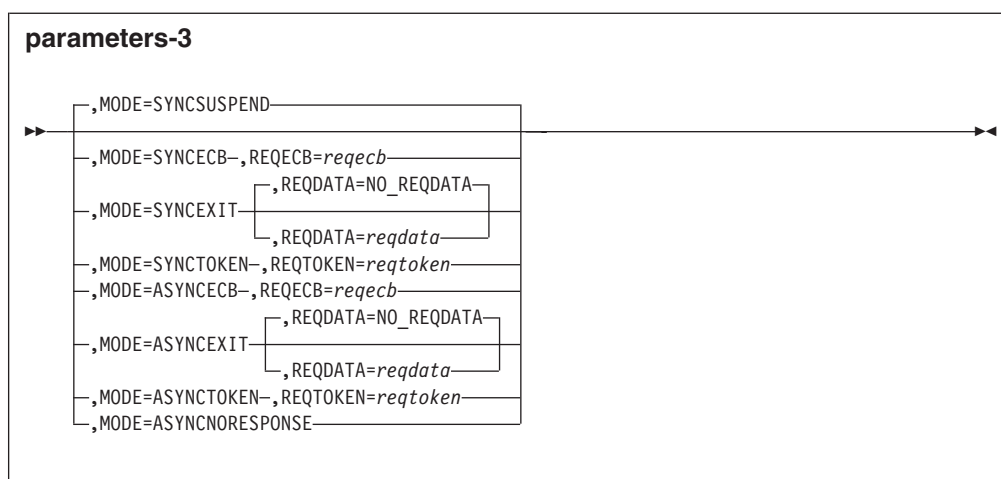 parameters-3
,MODE=SYNCSUSPEND
,MODE=SYNCECB ,REQECB=reqecb
,REQDATA=NO_REQDATA
,MODE=SYNCEXIT
,REQDATA=reqdata
,MODE=SYNCTOKEN ,REQTOKEN=reqtoken
,MODE=ASYNCECB ,REQECB=reqecb
,REQDATA=NO_REQDATA
,MODE=ASYNCEXIT
,REQDATA=reqdata
,MODE=ASYNCTOKEN ,REQTOKEN=reqtoken
,MODE=ASYNCNORESPONSE